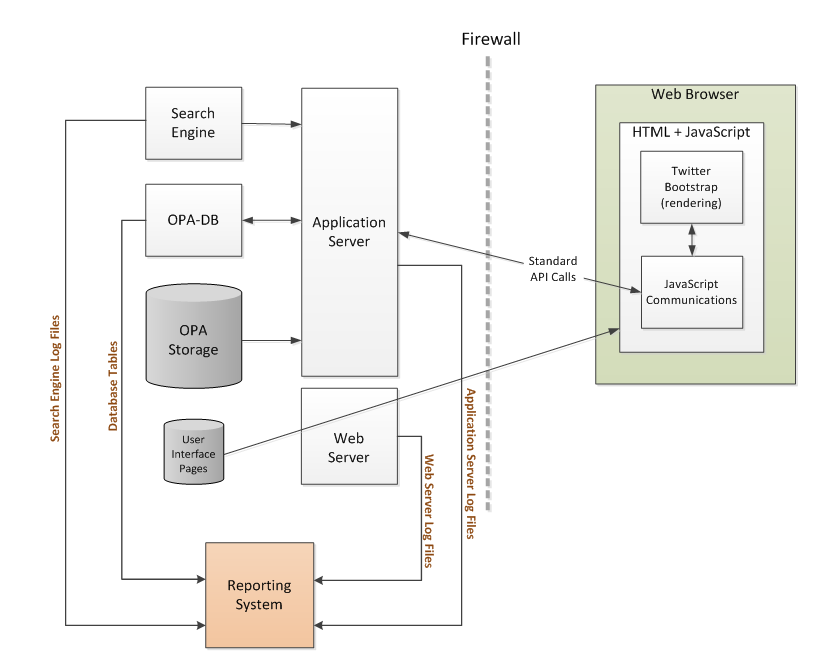 Firewall
Search
Engine
OPA-DB
OPA
Storage
User
Interface
Pages
Application
Server
Web
Server
Reporting
System
Search Engine Log Files
Database Tables
Web Server Log Files
Application Server Log Files
Standard
API Calls
Web Browser
HTML + JavaScript
Twitter
Bootstrap
(rendering)
JavaScript
Communications